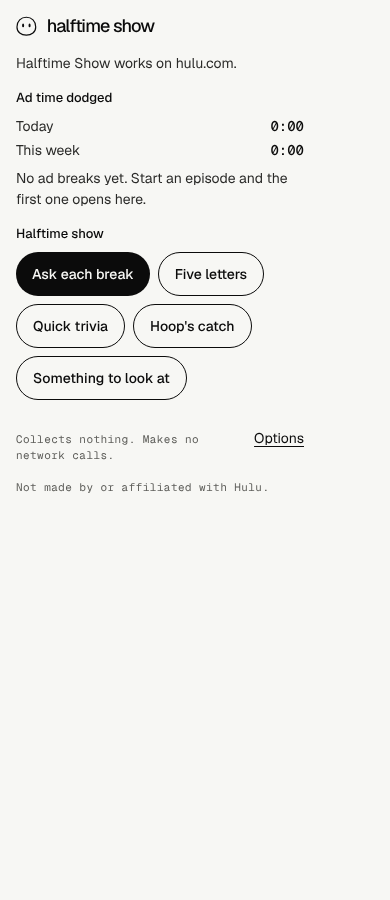 halftime show
Halftime Show works on hulu.com.
Ad time dodged
Today 0:00
This week 0:00
No ad breaks yet. Start an episode and the
first one opens here.
Halftime show
Ask each break Five letters
Quick trivia Hoop's catch
Something to look at
Collects nothing. Makes no Options
network calls.
Not made by or affiliated with Hulu.